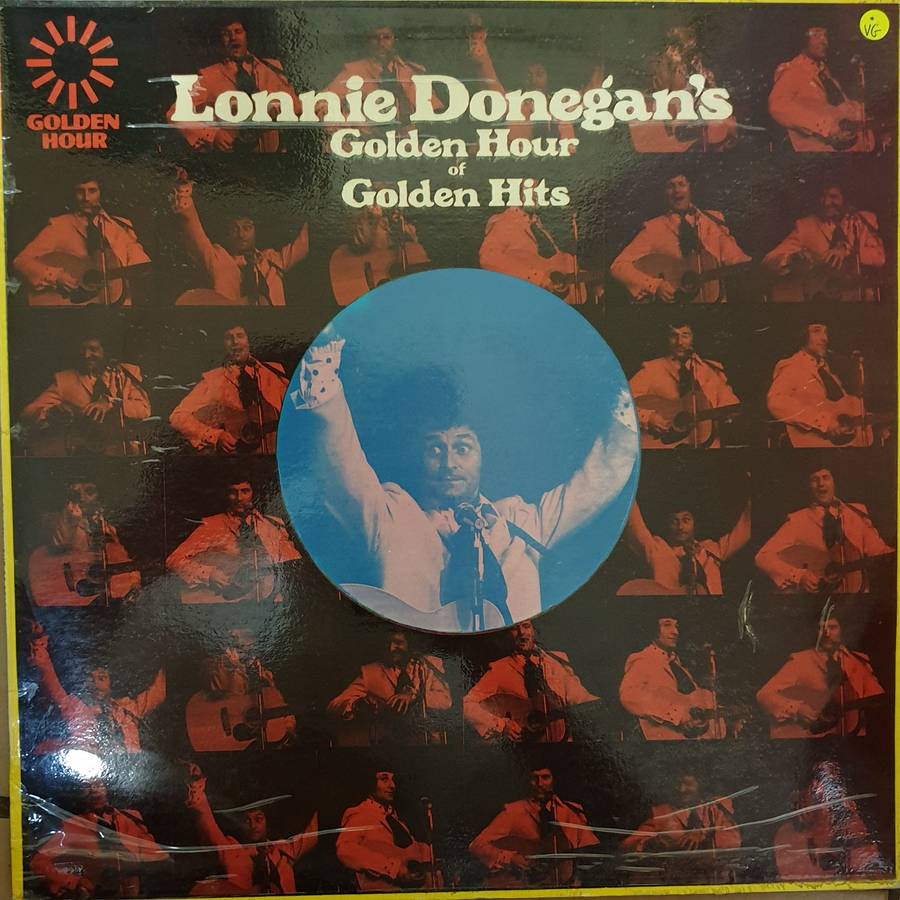 GOLDEN
HOUR
Lonnie Donegan's
Golden Hour
of
Golden Hits
VG